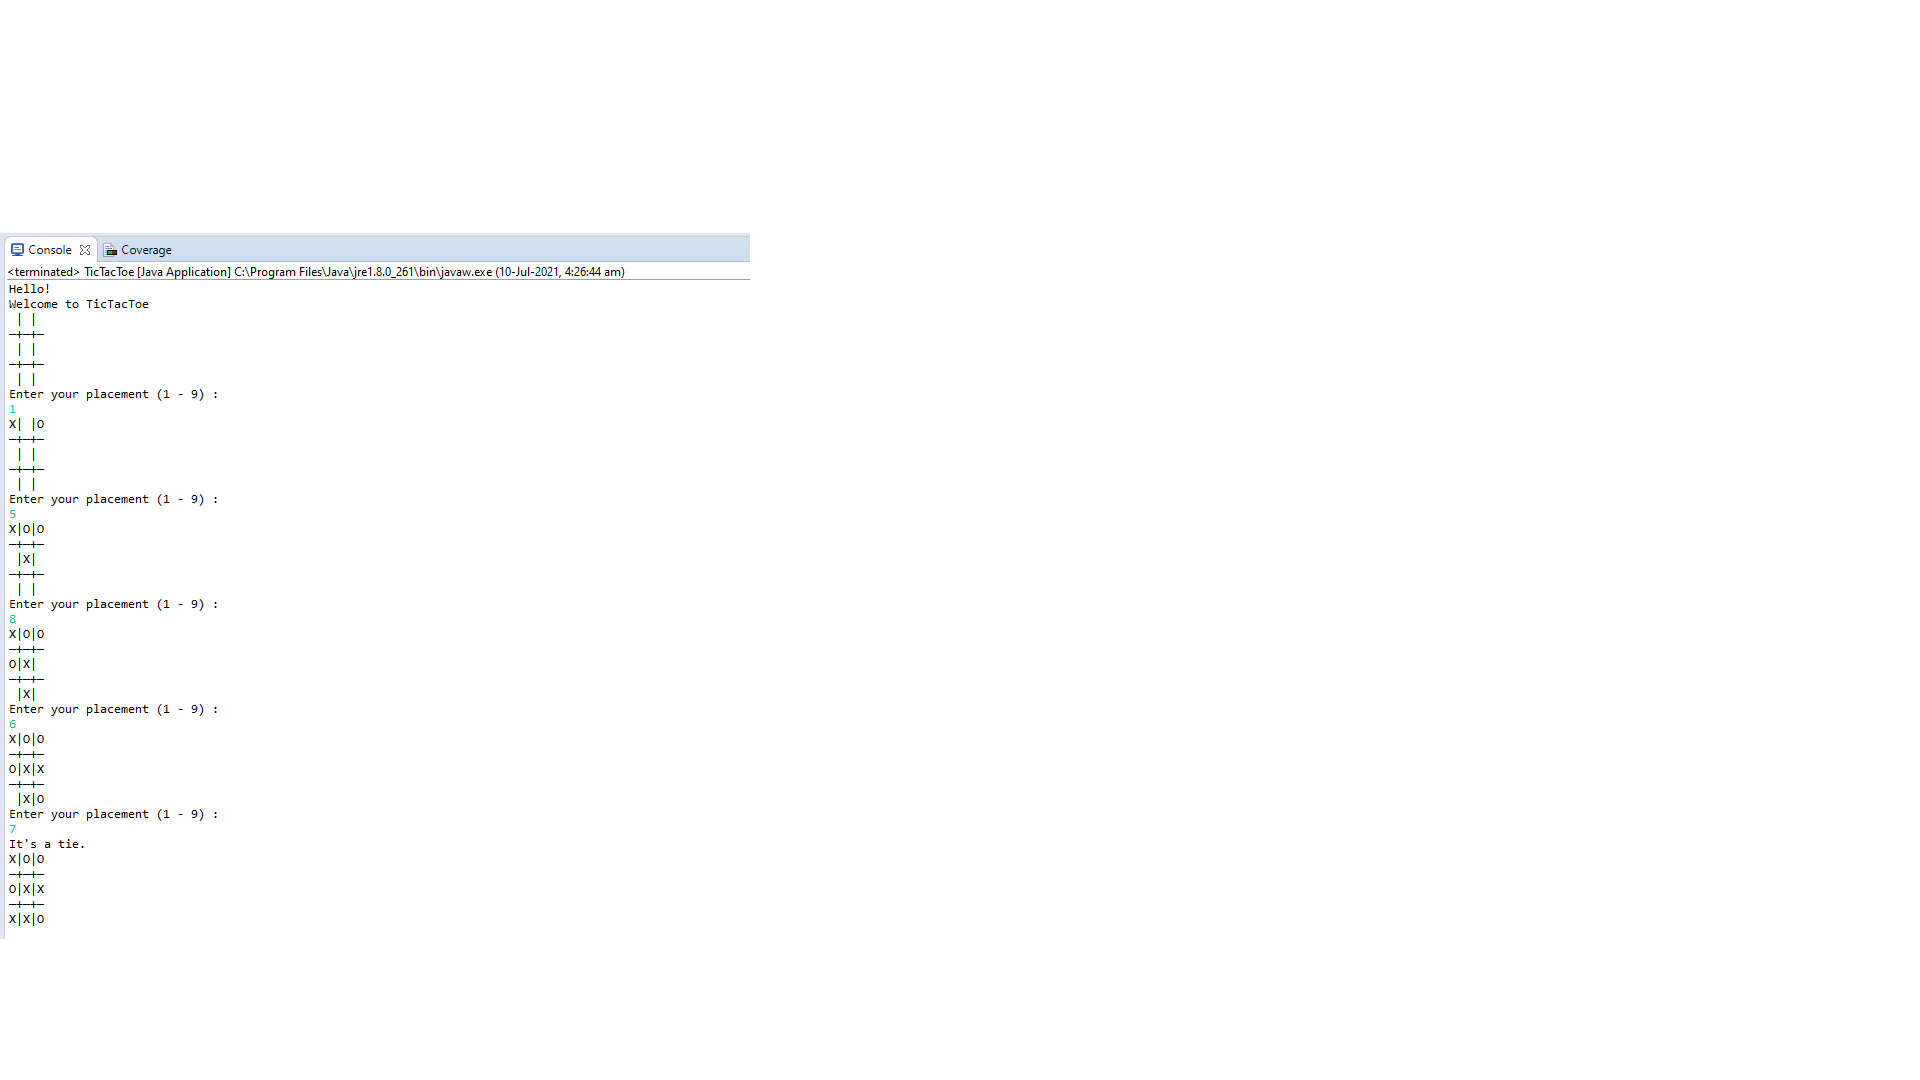 Console Coverage
<terminated> TicTacToe [Java Application] C:\Program Files\Java\jre1.8.0_261\bin\javaw.exe (10-Jul-2021, 4:26:44 am)
Hello!
Welcome to TicTacToe
 | |
—+—+—
 | |
—+—+—
 | |
Enter your placement (1 - 9) :
1
X| |O
—+—+—
 | |
—+—+—
 | |
Enter your placement (1 - 9) :
5
X|O|O
—+—+—
 |X|
—+—+—
 | |
Enter your placement (1 - 9) :
8
X|O|O
—+—+—
O|X|
—+—+—
 |X|
Enter your placement (1 - 9) :
6
X|O|O
—+—+—
O|X|X
—+—+—
 |X|O
Enter your placement (1 - 9) :
7
It's a tie.
X|O|O
—+—+—
O|X|X
—+—+—
X|X|O